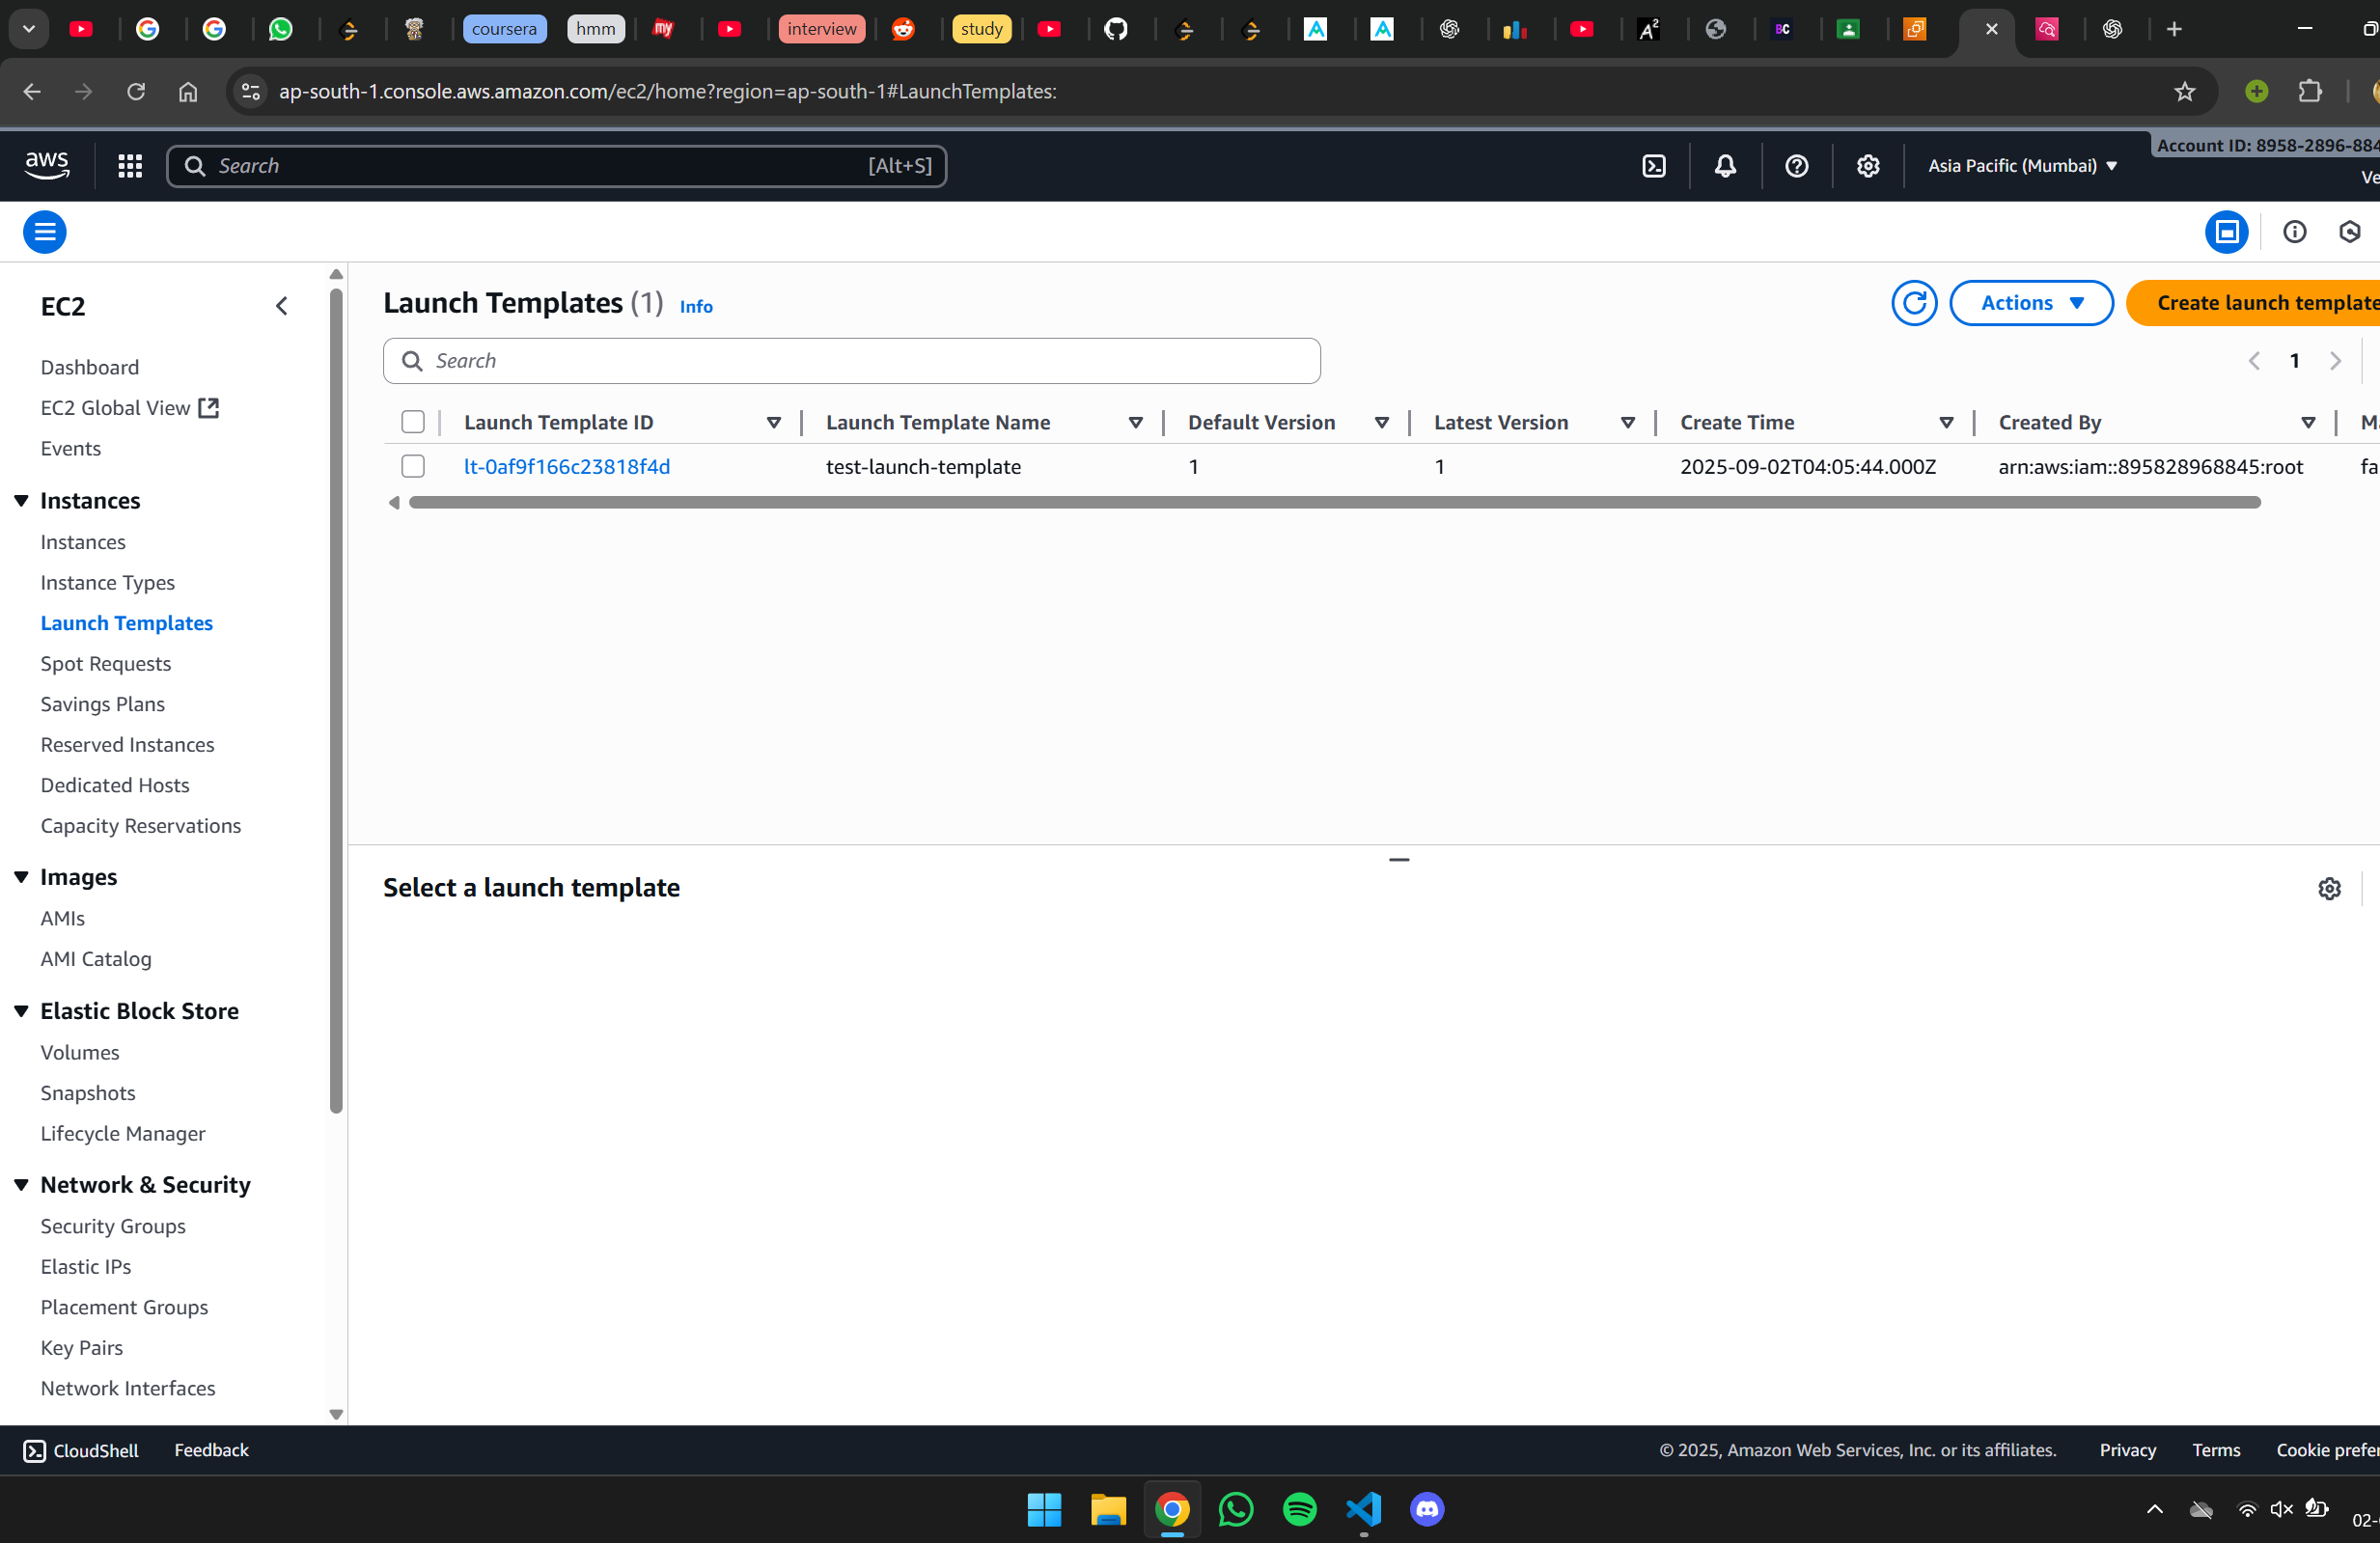 coursera hmm interview study
ap-south-1.console.aws.amazon.com/ec2/home?region=ap-south-1#LaunchTemplates:
aws Search [Alt+S] Asia Pacific (Mumbai) Account ID: 8958-2896-884
Ve
EC2
Dashboard
EC2 Global View
Events
Instances
Instances
Instance Types
Launch Templates
Spot Requests
Savings Plans
Reserved Instances
Dedicated Hosts
Capacity Reservations
Images
AMIs
AMI Catalog
Elastic Block Store
Volumes
Snapshots
Lifecycle Manager
Network & Security
Security Groups
Elastic IPs
Placement Groups
Key Pairs
Network Interfaces
Launch Templates (1) Info Actions Create launch template
Search 1
Launch Template ID Launch Template Name Default Version Latest Version Create Time Created By Ma
lt-0af9f166c23818f4d test-launch-template 1 1 2025-09-02T04:05:44.000Z arn:aws:iam::895828968845:root fa
Select a launch template
CloudShell Feedback © 2025, Amazon Web Services, Inc. or its affiliates. Privacy Terms Cookie prefer
02-